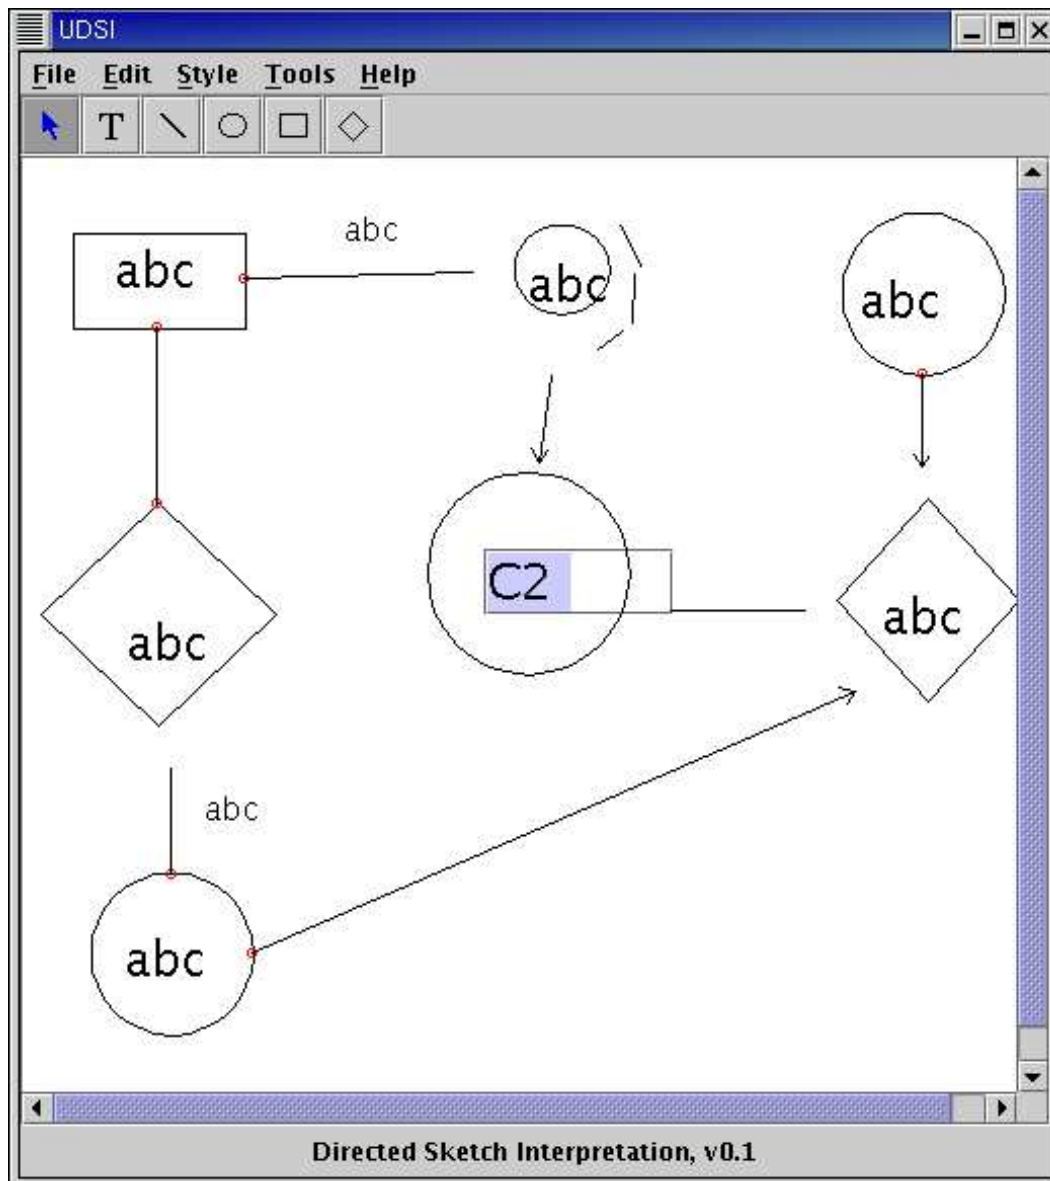 UDSI
File Edit Style Tools Help
T
abc
abc
abc
abc
C2
abc
abc
abc
abc
Directed Sketch Interpretation, v0.1